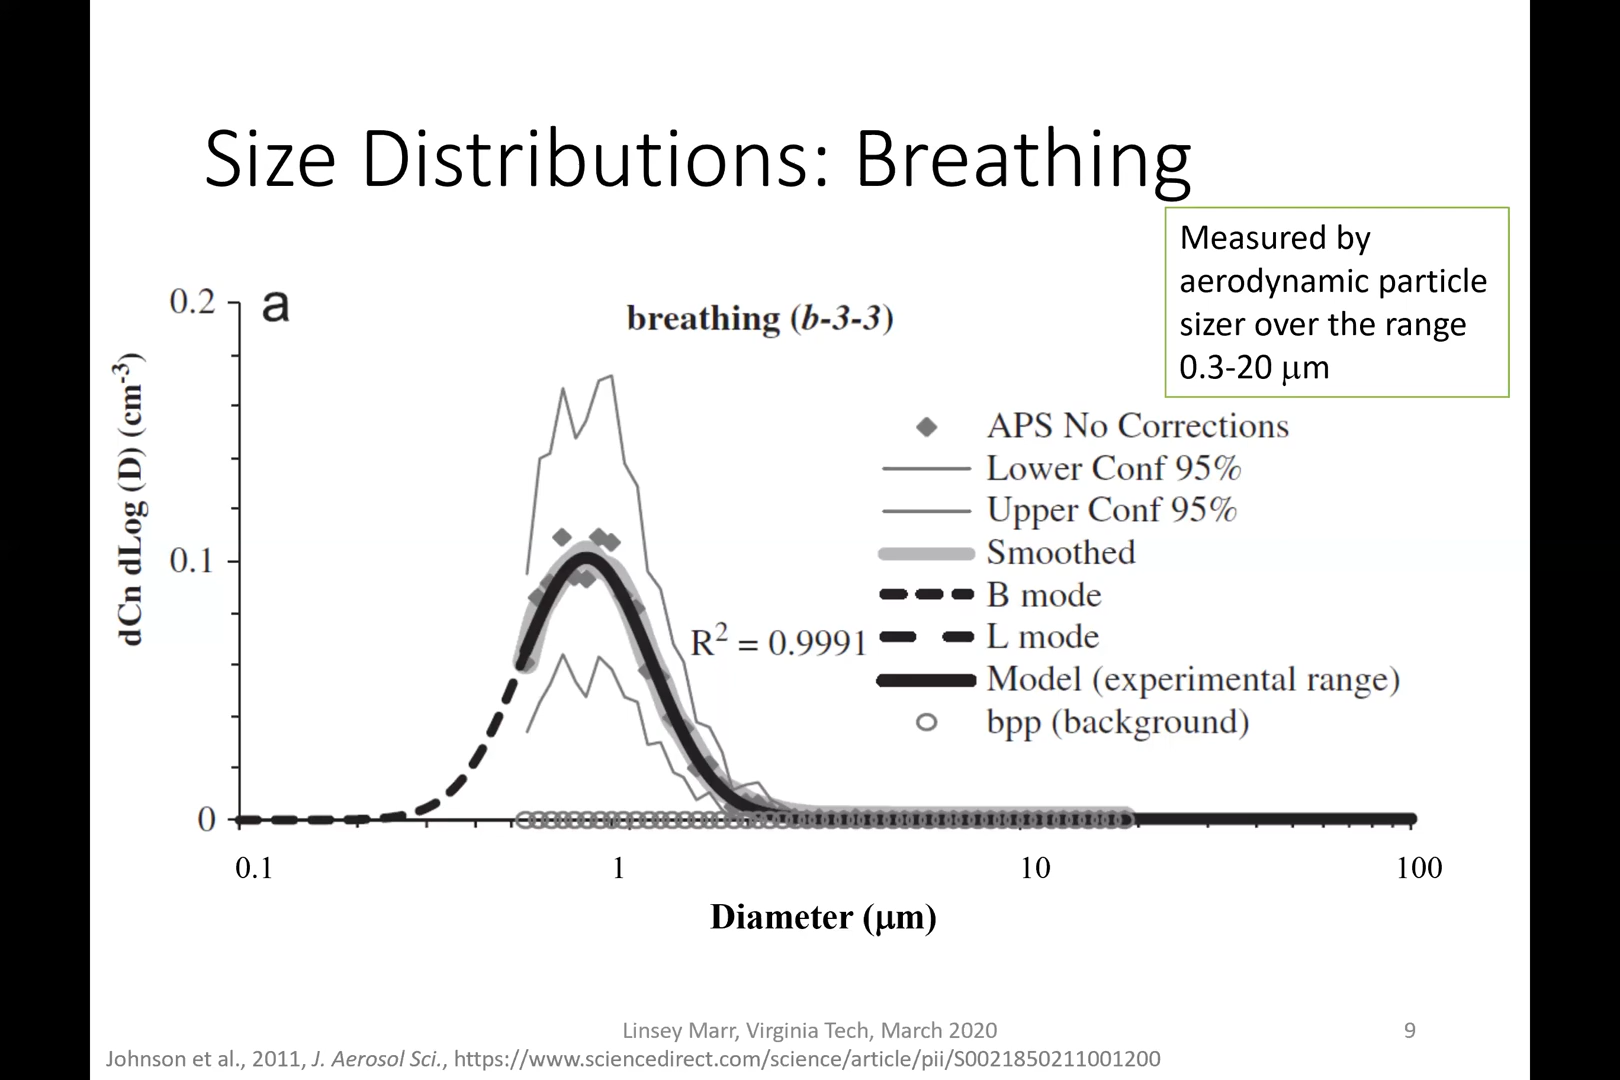 Size Distributions: Breathing
Measured by
aerodynamic particle
sizer over the range
0.3-20 μm
a
breathing (b-3-3)
0.2
0.1
0
dCn dLog (D) (cm⁻³)
APS No Corrections
Lower Conf 95%
Upper Conf 95%
Smoothed
B mode
L mode
Model (experimental range)
bpp (background)
R² = 0.9991
0.1 1 10 100
Diameter (μm)
Linsey Marr, Virginia Tech, March 2020
9
Johnson et al., 2011, J. Aerosol Sci., https://www.sciencedirect.com/science/article/pii/S0021850211001200